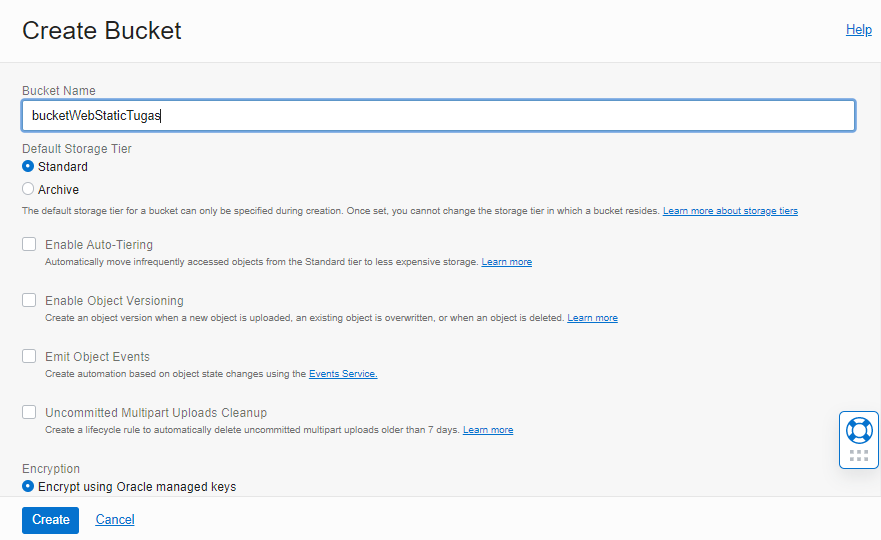 Create Bucket
Help
Bucket Name
bucketWebStaticTugas
Default Storage Tier
Standard
Archive
The default storage tier for a bucket can only be specified during creation. Once set, you cannot change the storage tier in which a bucket resides. Learn more about storage tiers
Enable Auto-Tiering
Automatically move infrequently accessed objects from the Standard tier to less expensive storage. Learn more
Enable Object Versioning
Create an object version when a new object is uploaded, an existing object is overwritten, or when an object is deleted. Learn more
Emit Object Events
Create automation based on object state changes using the Events Service.
Uncommitted Multipart Uploads Cleanup
Create a lifecycle rule to automatically delete uncommitted multipart uploads older than 7 days. Learn more
Encryption
Encrypt using Oracle managed keys
Create
Cancel